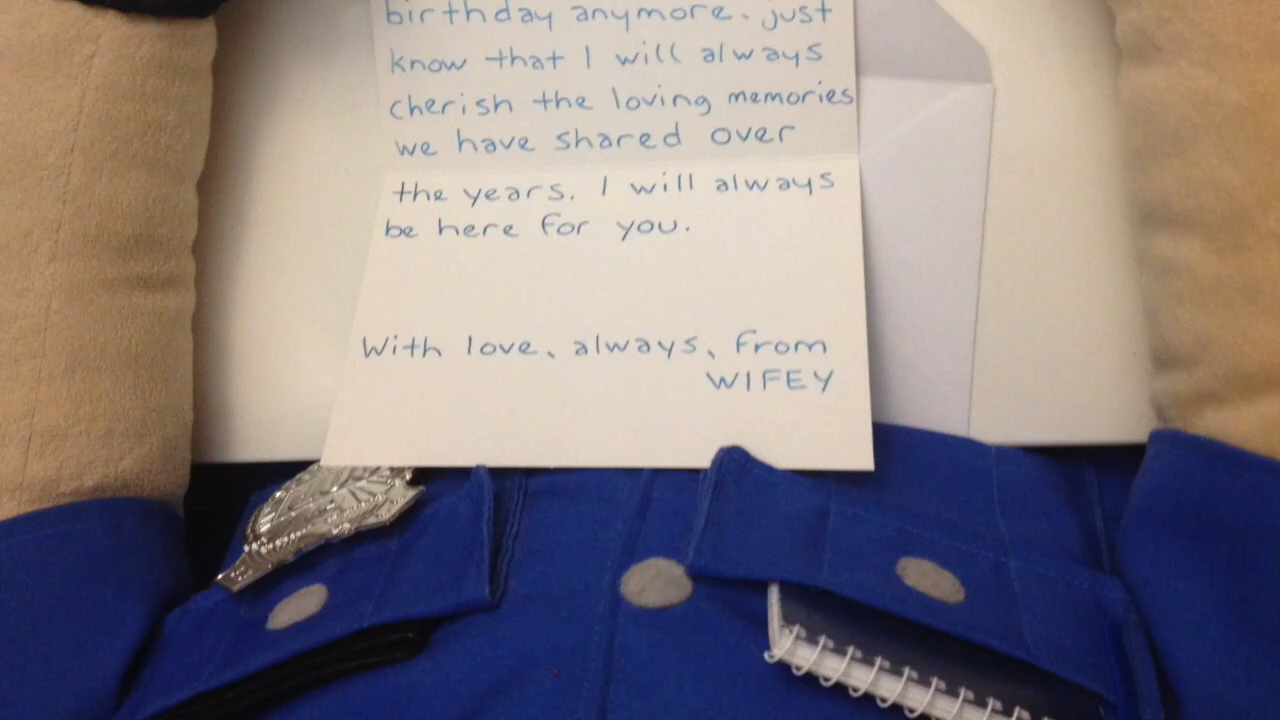 birthday anymore. just
know that I will always
cherish the loving memories
we have shared over
the years. I will always
be here for you.
With love, always, from
WIFEY